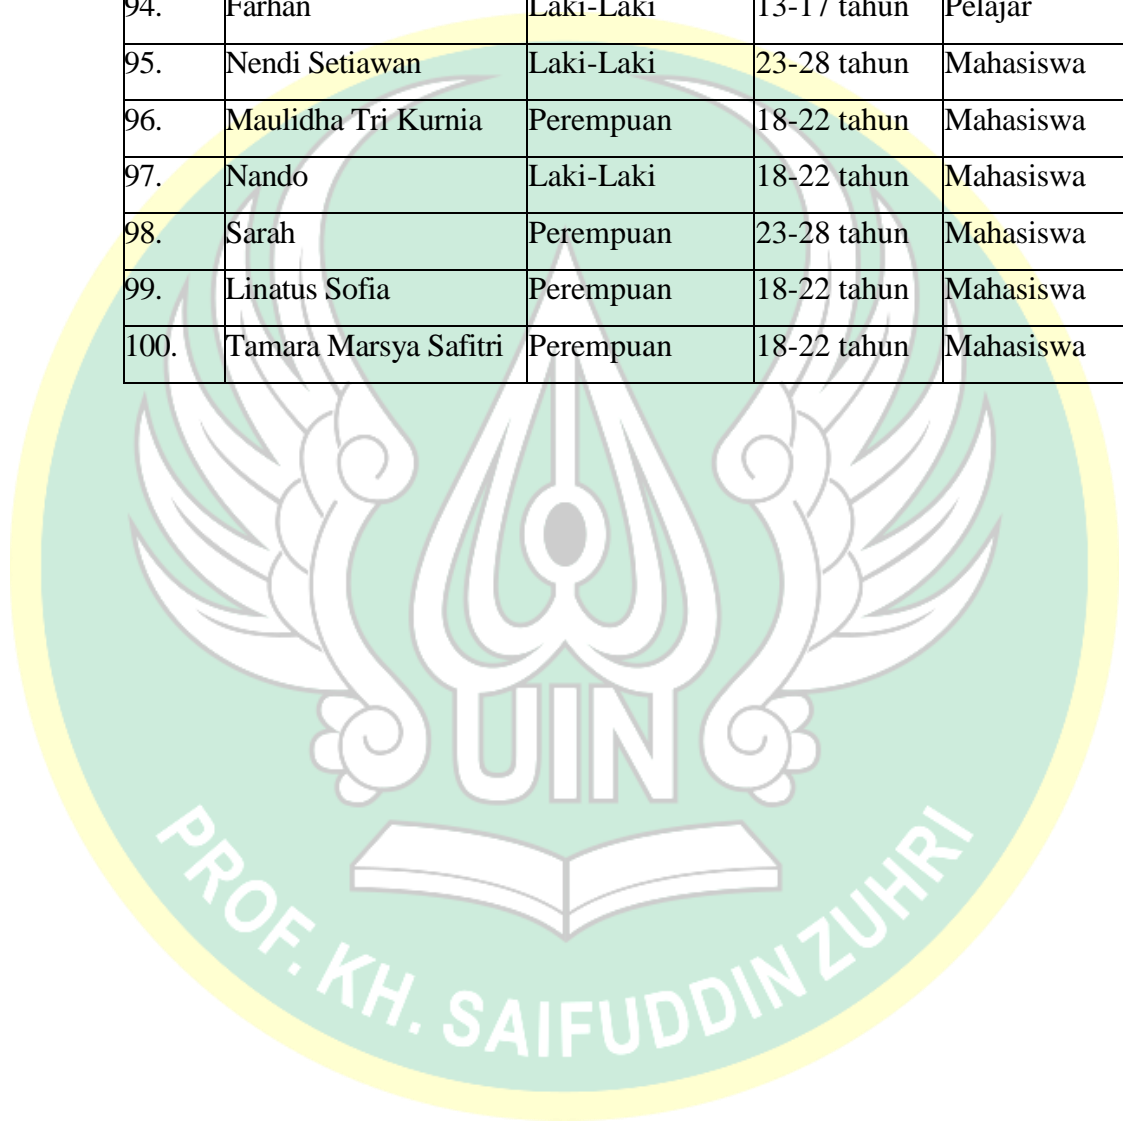 94. Farhan Laki-Laki 13-17 tahun Pelajar
95. Nendi Setiawan Laki-Laki 23-28 tahun Mahasiswa
96. Maulidha Tri Kurnia Perempuan 18-22 tahun Mahasiswa
97. Nando Laki-Laki 18-22 tahun Mahasiswa
98. Sarah Perempuan 23-28 tahun Mahasiswa
99. Linatus Sofia Perempuan 18-22 tahun Mahasiswa
100. Tamara Marsya Safitri Perempuan 18-22 tahun Mahasiswa
UIN
PROF. KH. SAIFUDDIN ZUHRI